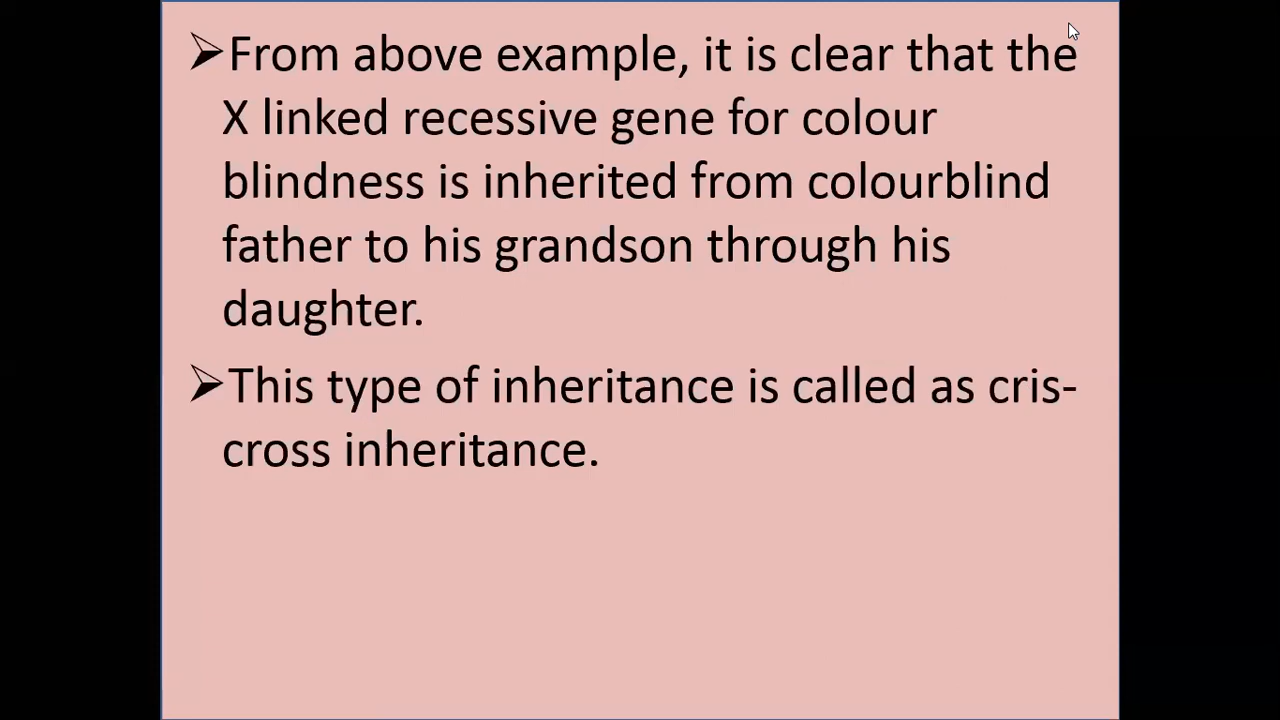 ➢From above example, it is clear that the
X linked recessive gene for colour
blindness is inherited from colourblind
father to his grandson through his
daughter.
➢This type of inheritance is called as cris-
cross inheritance.